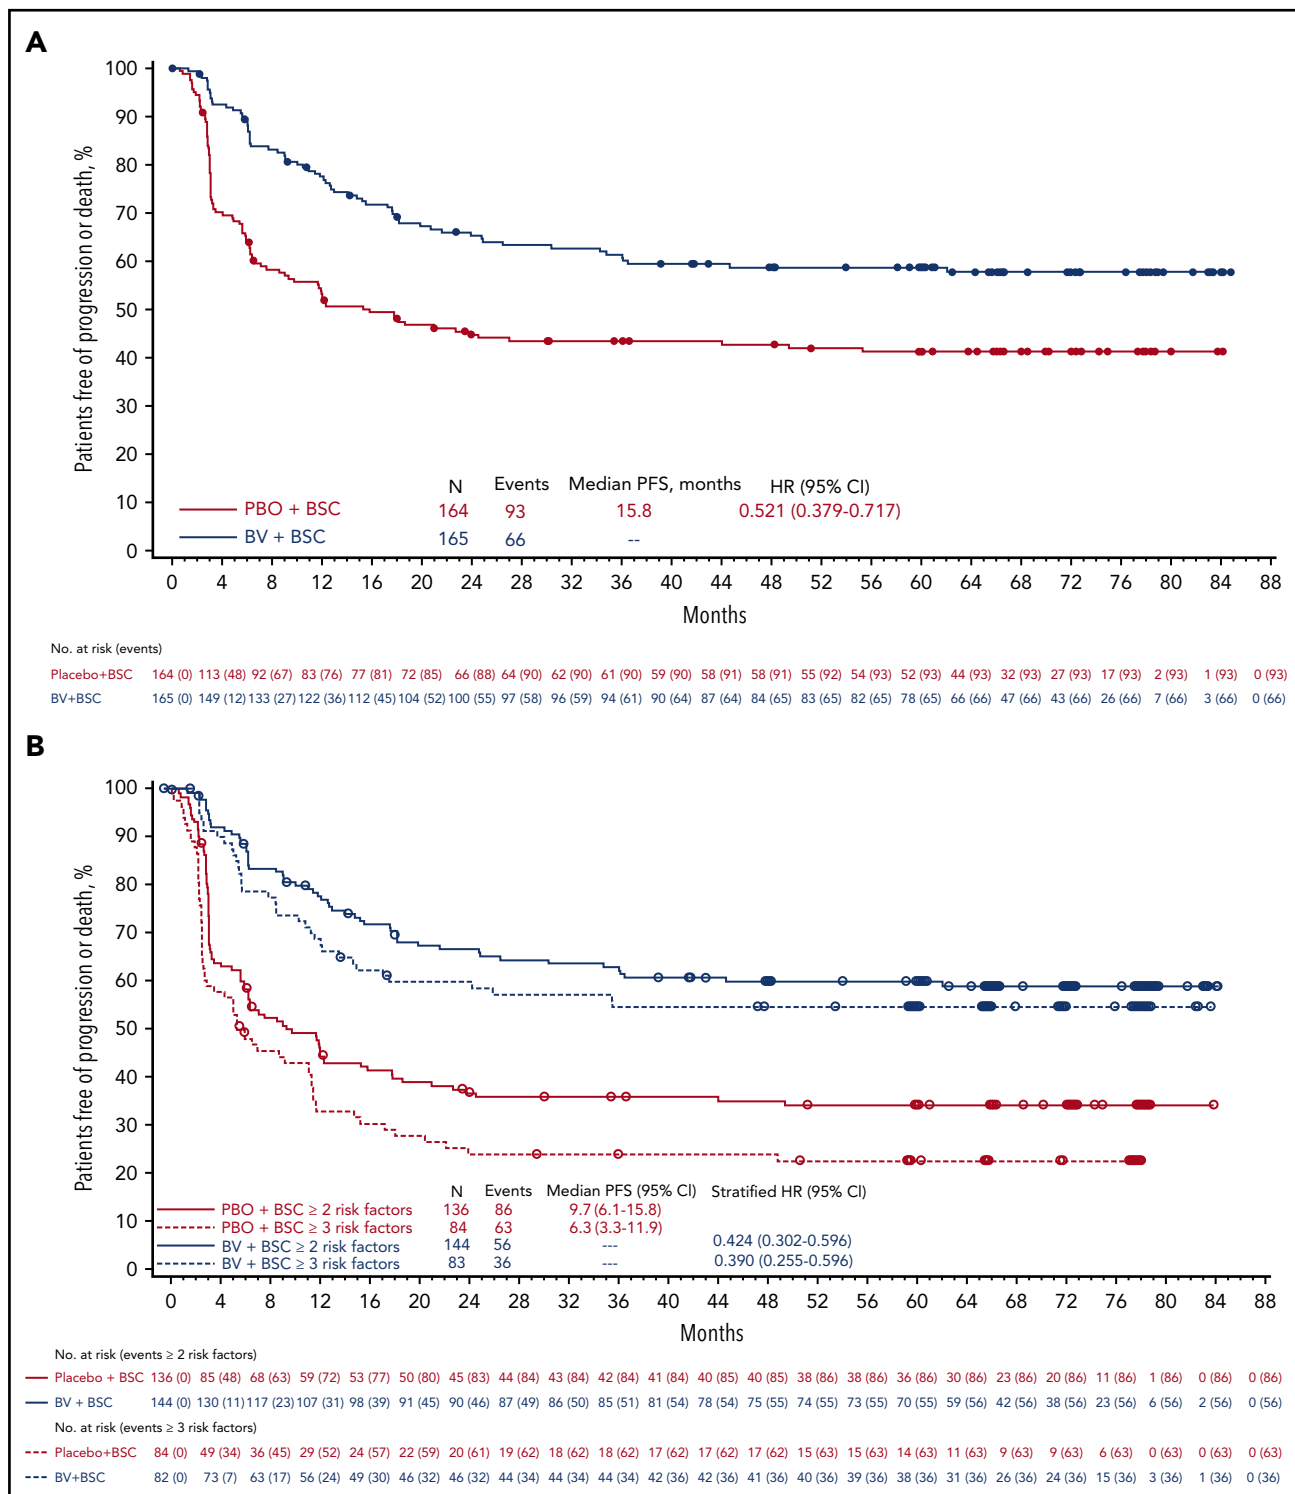 A
Patients free of progression or death, %
100
90
80
70
60
50
40
30
20
10
0
N Events Median PFS, months HR (95% CI)
PBO + BSC 164 93 15.8 0.521 (0.379-0.717)
BV + BSC 165 66 --
0 4 8 12 16 20 24 28 32 36 40 44 48 52 56 60 64 68 72 76 80 84 88
Months
No. at risk (events)
Placebo+BSC 164 (0) 113 (48) 92 (67) 83 (76) 77 (81) 72 (85) 66 (88) 64 (90) 62 (90) 61 (90) 59 (90) 58 (91) 58 (91) 55 (92) 54 (93) 52 (93) 44 (93) 32 (93) 27 (93) 17 (93) 2 (93) 1 (93) 0 (93)
BV+BSC 165 (0) 149 (12) 133 (27) 122 (36) 112 (45) 104 (52) 100 (55) 97 (58) 96 (59) 94 (61) 90 (64) 87 (64) 84 (65) 83 (65) 82 (65) 78 (65) 66 (66) 47 (66) 43 (66) 26 (66) 7 (66) 3 (66) 0 (66)
B
Patients free of progression or death, %
100
90
80
70
60
50
40
30
20
10
0
N Events Median PFS (95% CI) Stratified HR (95% CI)
PBO + BSC ≥ 2 risk factors 136 86 9.7 (6.1-15.8)
PBO + BSC ≥ 3 risk factors 84 63 6.3 (3.3-11.9)
BV + BSC ≥ 2 risk factors 144 56 --- 0.424 (0.302-0.596)
BV + BSC ≥ 3 risk factors 83 36 --- 0.390 (0.255-0.596)
0 4 8 12 16 20 24 28 32 36 40 44 48 52 56 60 64 68 72 76 80 84 88
Months
No. at risk (events ≥ 2 risk factors)
Placebo + BSC 136 (0) 85 (48) 68 (63) 59 (72) 53 (77) 50 (80) 45 (83) 44 (84) 43 (84) 42 (84) 41 (84) 40 (85) 40 (85) 38 (86) 38 (86) 36 (86) 30 (86) 23 (86) 20 (86) 11 (86) 1 (86) 0 (86) 0 (86)
BV + BSC 144 (0) 130 (11) 117 (23) 107 (31) 98 (39) 91 (45) 90 (46) 87 (49) 86 (50) 85 (51) 81 (54) 78 (54) 75 (55) 74 (55) 73 (55) 70 (55) 59 (56) 42 (56) 38 (56) 23 (56) 6 (56) 2 (56) 0 (56)
No. at risk (events ≥ 3 risk factors)
Placebo+BSC 84 (0) 49 (34) 36 (45) 29 (52) 24 (57) 22 (59) 20 (61) 19 (62) 18 (62) 18 (62) 17 (62) 17 (62) 17 (62) 15 (63) 15 (63) 14 (63) 11 (63) 9 (63) 9 (63) 6 (63) 0 (63) 0 (63) 0 (63)
BV+BSC 82 (0) 73 (7) 63 (17) 56 (24) 49 (30) 46 (32) 46 (32) 44 (34) 44 (34) 44 (34) 42 (36) 42 (36) 41 (36) 40 (36) 39 (36) 38 (36) 31 (36) 26 (36) 24 (36) 15 (36) 3 (36) 1 (36) 0 (36)